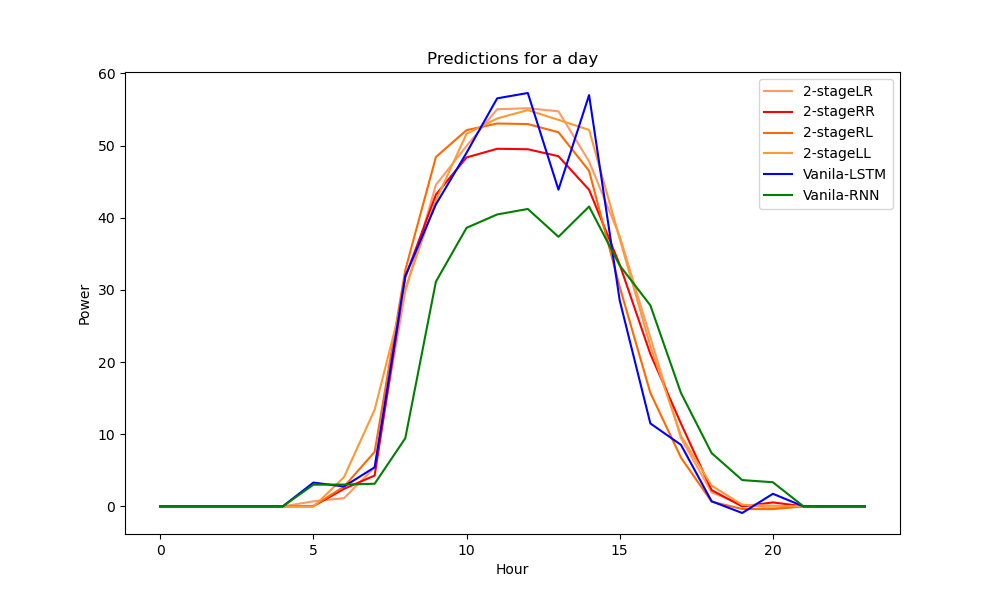 Predictions for a day
60
50
40
30
20
10
0
Power
2-stageLR
2-stageRR
2-stageRL
2-stageLL
Vanila-LSTM
Vanila-RNN
0 5 10 15 20
Hour